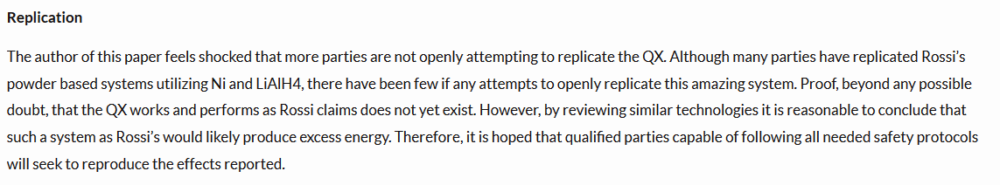 Replication
The author of this paper feels shocked that more parties are not openly attempting to replicate the QX. Although many parties have replicated Rossi's
powder based systems utilizing Ni and LiAlH4, there have been few if any attempts to openly replicate this amazing system. Proof, beyond any possible
doubt, that the QX works and performs as Rossi claims does not yet exist. However, by reviewing similar technologies it is reasonable to conclude that
such a system as Rossi's would likely produce excess energy. Therefore, it is hoped that qualified parties capable of following all needed safety protocols
will seek to reproduce the effects reported.